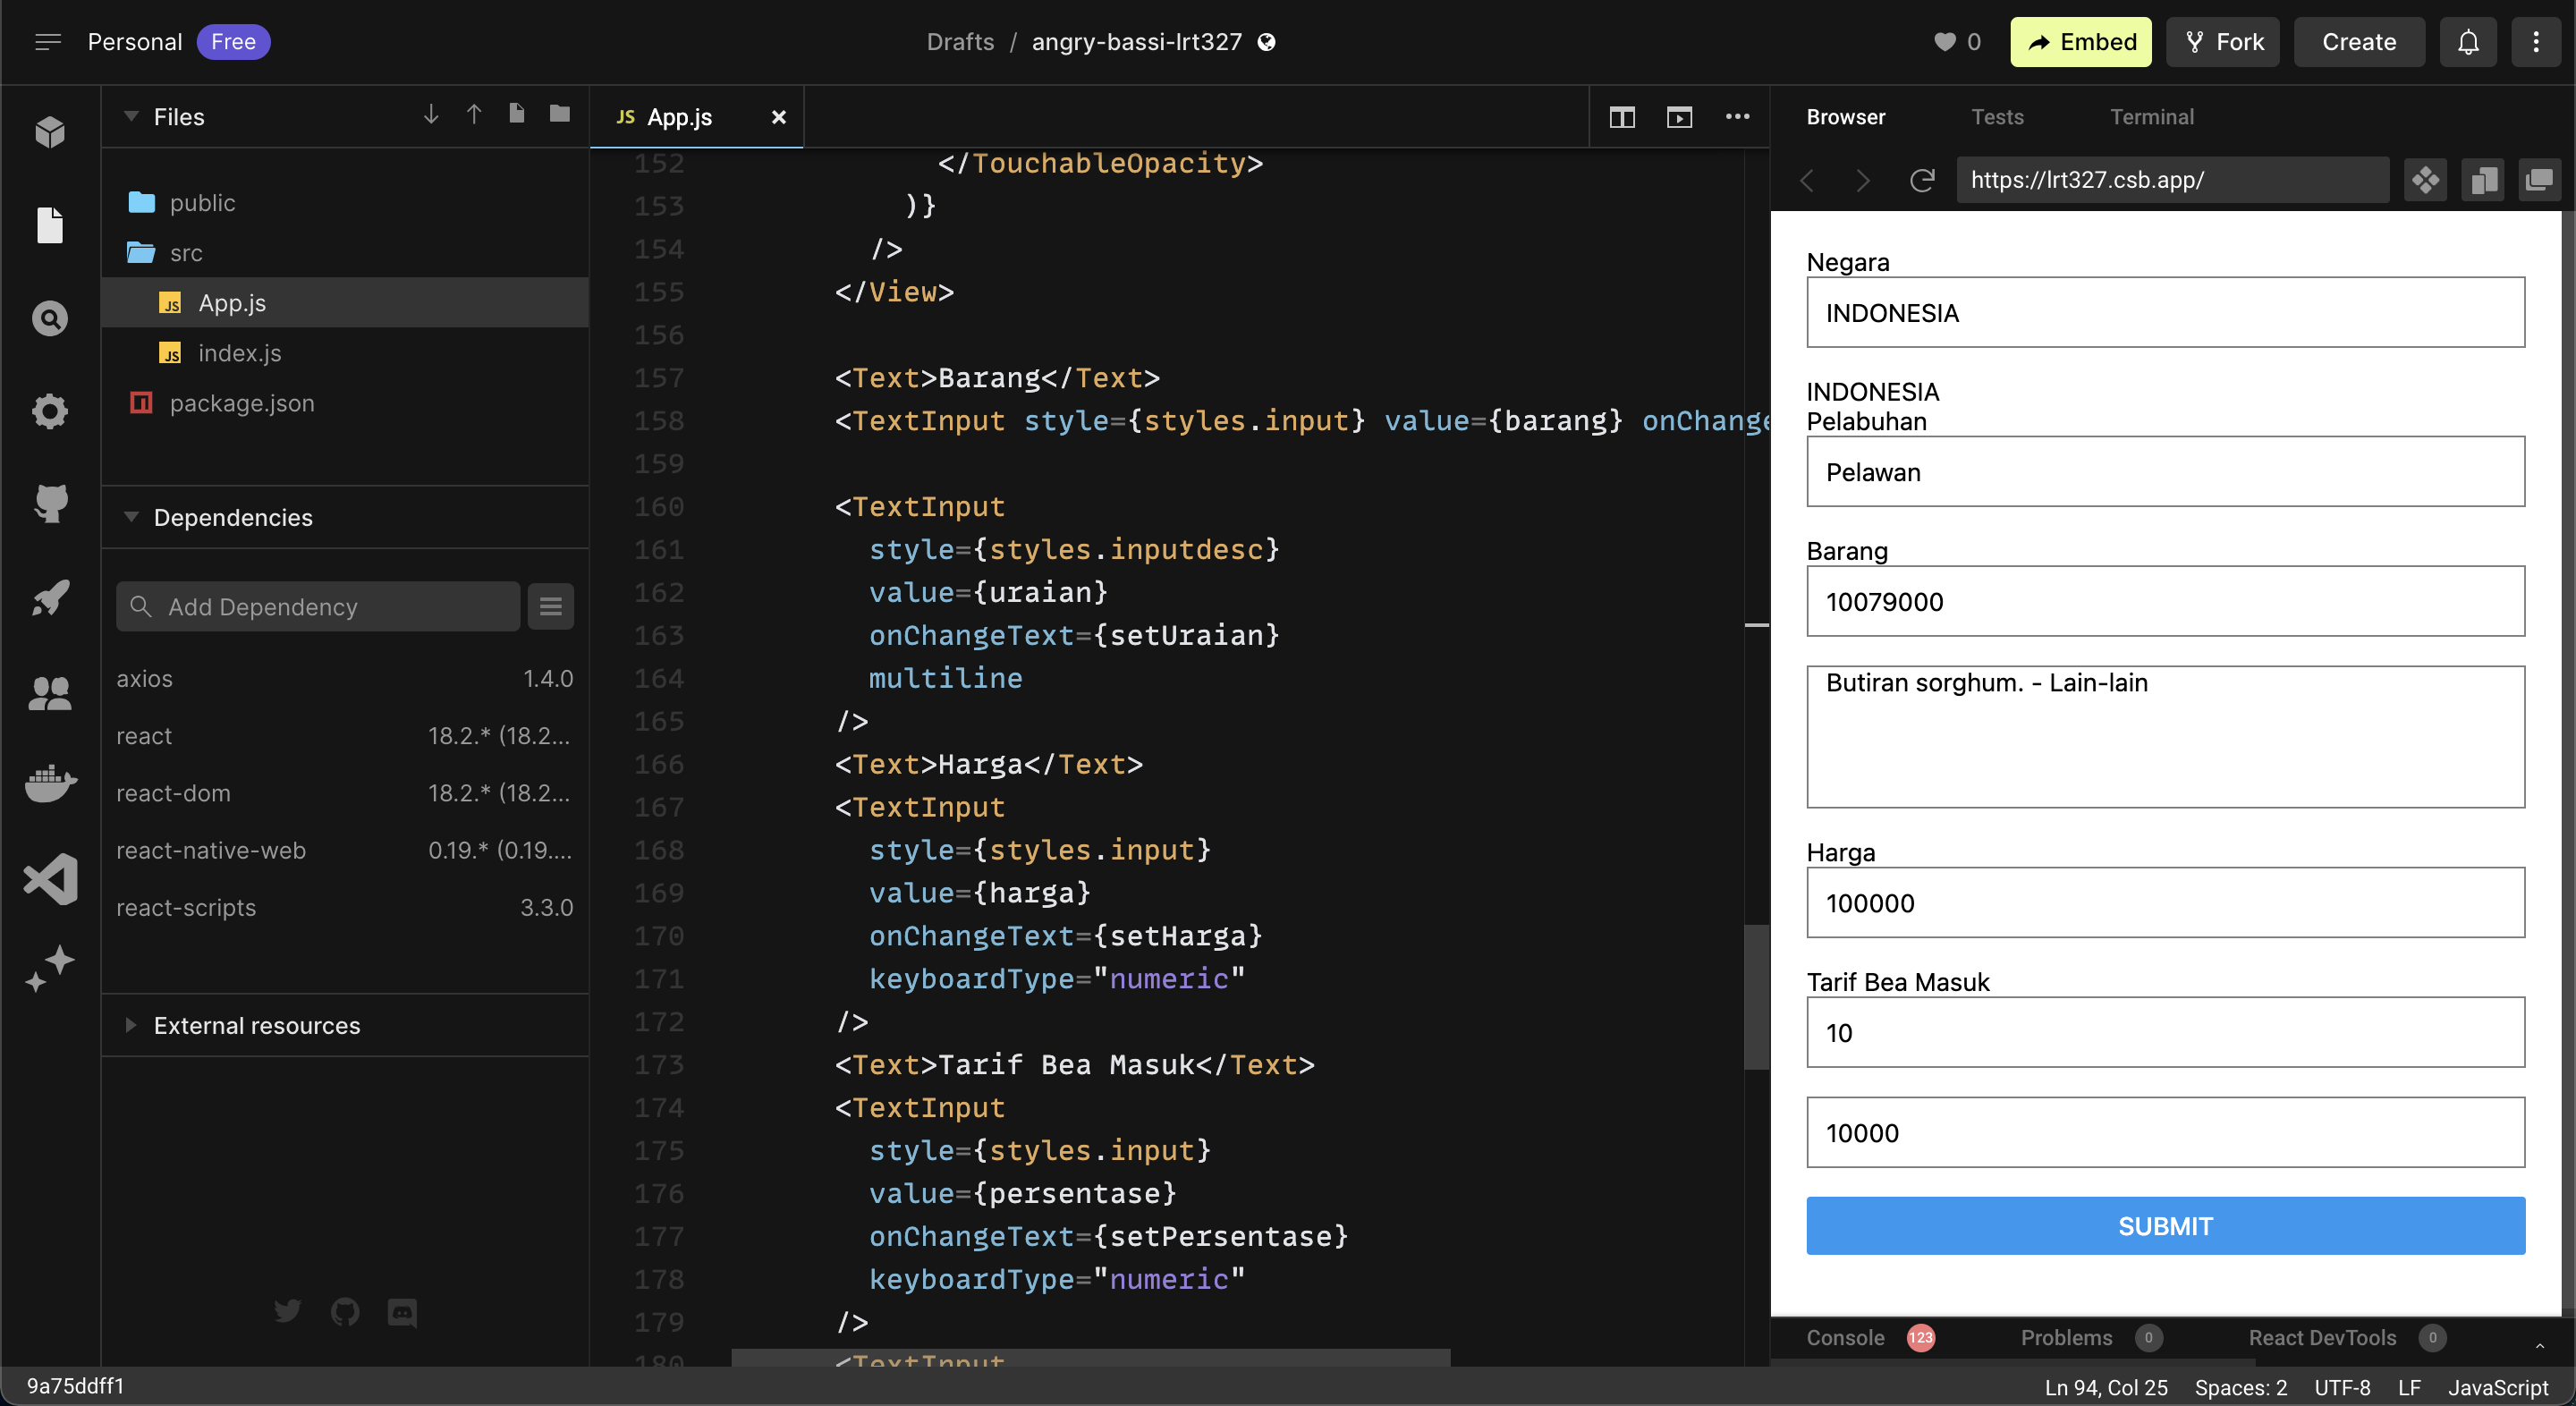 Personal Free
Drafts / angry-bassi-lrt327
0
Embed
Fork
Create
Files
public
src
JS App.js
JS index.js
package.json
Dependencies
Add Dependency
axios 1.4.0
react 18.2.* (18.2...
react-dom 18.2.* (18.2...
react-native-web 0.19.* (0.19....
react-scripts 3.3.0
External resources
JS App.js
152 </TouchableOpacity>
153 )}
154 />
155 </View>
156
157 <Text>Barang</Text>
158 <TextInput style={styles.input} value={barang} onChange
159
160 <TextInput
161 style={styles.inputdesc}
162 value={uraian}
163 onChangeText={setUraian}
164 multiline
165 />
166 <Text>Harga</Text>
167 <TextInput
168 style={styles.input}
169 value={harga}
170 onChangeText={setHarga}
171 keyboardType="numeric"
172 />
173 <Text>Tarif Bea Masuk</Text>
174 <TextInput
175 style={styles.input}
176 value={persentase}
177 onChangeText={setPersentase}
178 keyboardType="numeric"
179 />
180 <TextInput
Browser Tests Terminal
https://lrt327.csb.app/
Negara
INDONESIA
INDONESIA
Pelabuhan
Pelawan
Barang
10079000
Butiran sorghum. - Lain-lain
Harga
100000
Tarif Bea Masuk
10
10000
SUBMIT
Console 123 Problems 0 React DevTools 0
9a75ddff1
Ln 94, Col 25 Spaces: 2 UTF-8 LF JavaScript